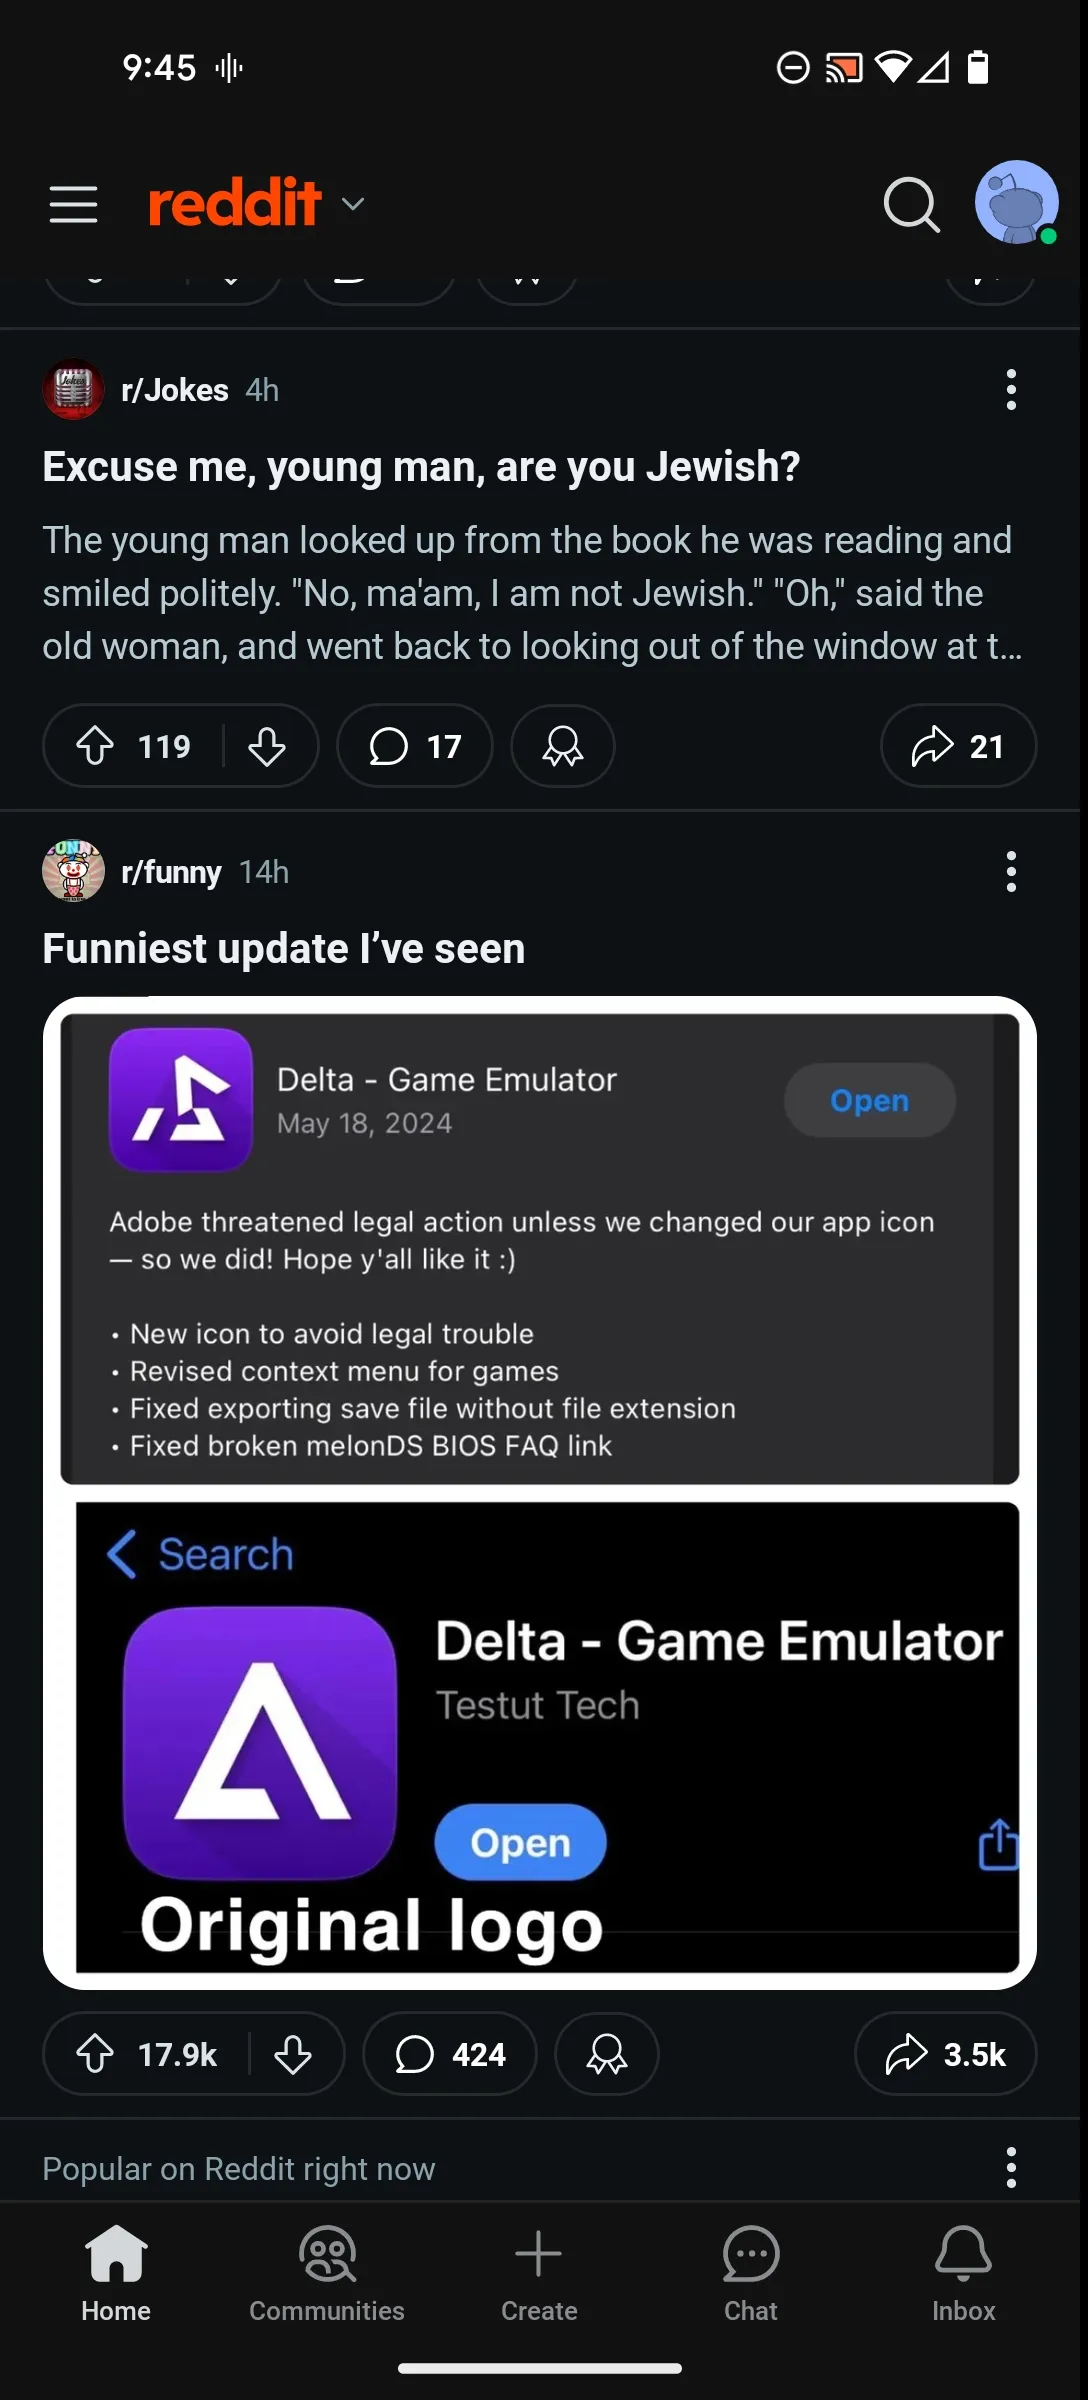 9:45
reddit
r/Jokes 4h
Excuse me, young man, are you Jewish?
The young man looked up from the book he was reading and
smiled politely. "No, ma'am, I am not Jewish." "Oh," said the
old woman, and went back to looking out of the window at t...
119 17 21
r/funny 14h
Funniest update I’ve seen
Delta - Game Emulator
May 18, 2024
Open
Adobe threatened legal action unless we changed our app icon
— so we did! Hope y'all like it :)
• New icon to avoid legal trouble
• Revised context menu for games
• Fixed exporting save file without file extension
• Fixed broken melonDS BIOS FAQ link
Search
Delta - Game Emulator
Testut Tech
Open
Original logo
17.9k 424 3.5k
Popular on Reddit right now
Home Communities Create Chat Inbox